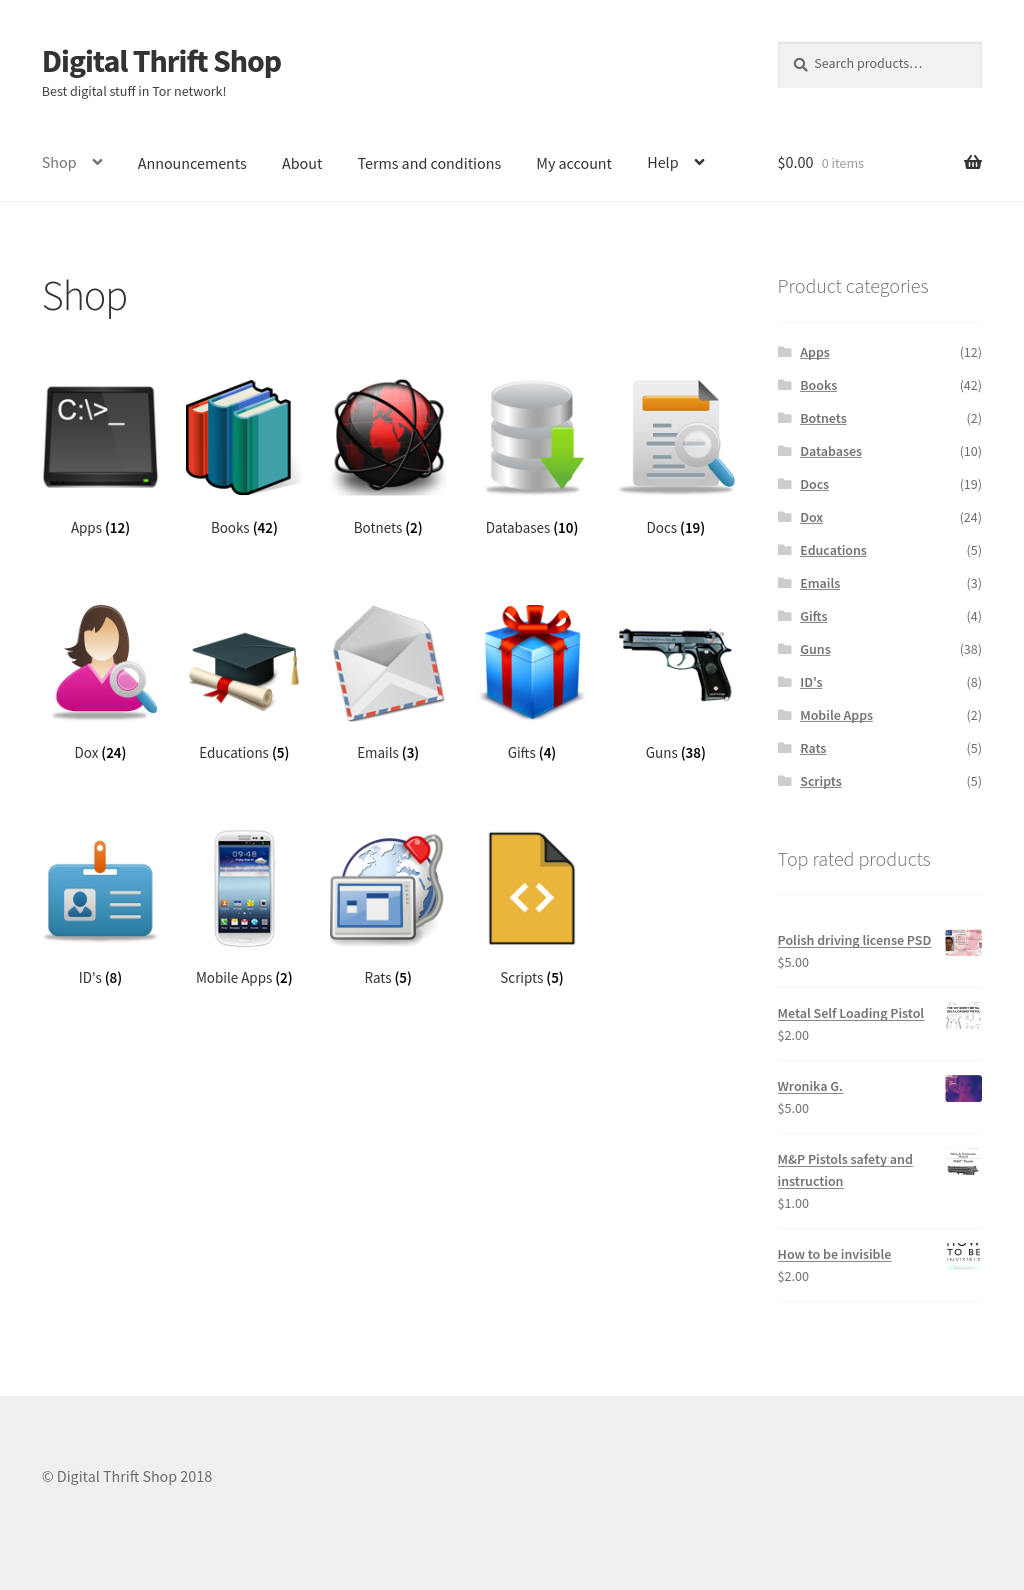 Digital Thrift Shop
Best digital stuff in Tor network!
Search products…
Shop
Announcements
About
Terms and conditions
My account
Help
$0.00 0 items
Shop
C:\>_
Apps (12)
Books (42)
Botnets (2)
Databases (10)
Docs (19)
Dox (24)
Educations (5)
Emails (3)
Gifts (4)
Guns (38)
09:48
ID's (8)
Mobile Apps (2)
Rats (5)
Scripts (5)
Product categories
Apps (12)
Books (42)
Botnets (2)
Databases (10)
Docs (19)
Dox (24)
Educations (5)
Emails (3)
Gifts (4)
Guns (38)
ID's (8)
Mobile Apps (2)
Rats (5)
Scripts (5)
Top rated products
Polish driving license PSD
$5.00
Metal Self Loading Pistol
$2.00
Wronika G.
$5.00
M&P Pistols safety and
instruction
$1.00
How to be invisible
$2.00
HOW
TO BE
INVISIBLE
© Digital Thrift Shop 2018